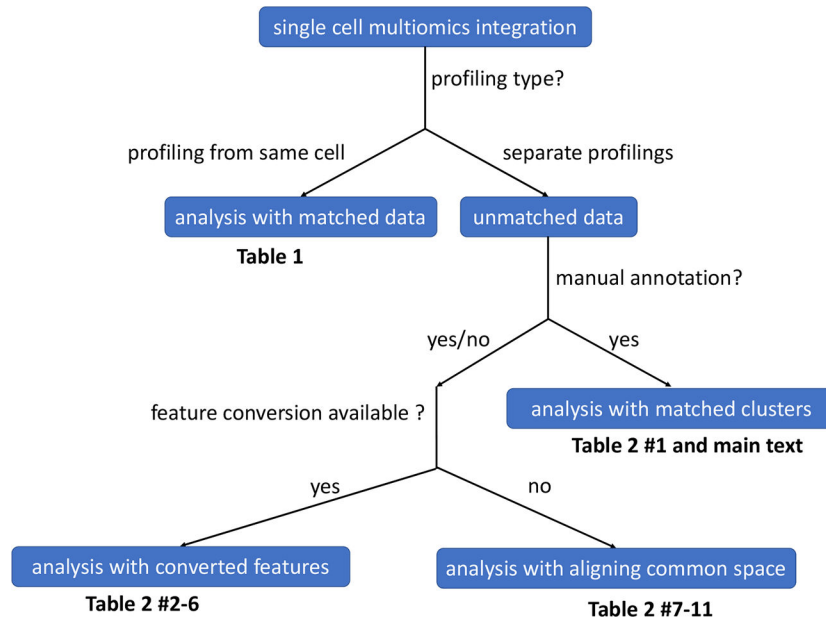 single cell multiomics integration
profiling type?
profiling from same cell
separate profilings
analysis with matched data
unmatched data
Table 1
manual annotation?
yes/no
yes
feature conversion available ?
analysis with matched clusters
Table 2 #1 and main text
yes
no
analysis with converted features
analysis with aligning common space
Table 2 #2-6
Table 2 #7-11